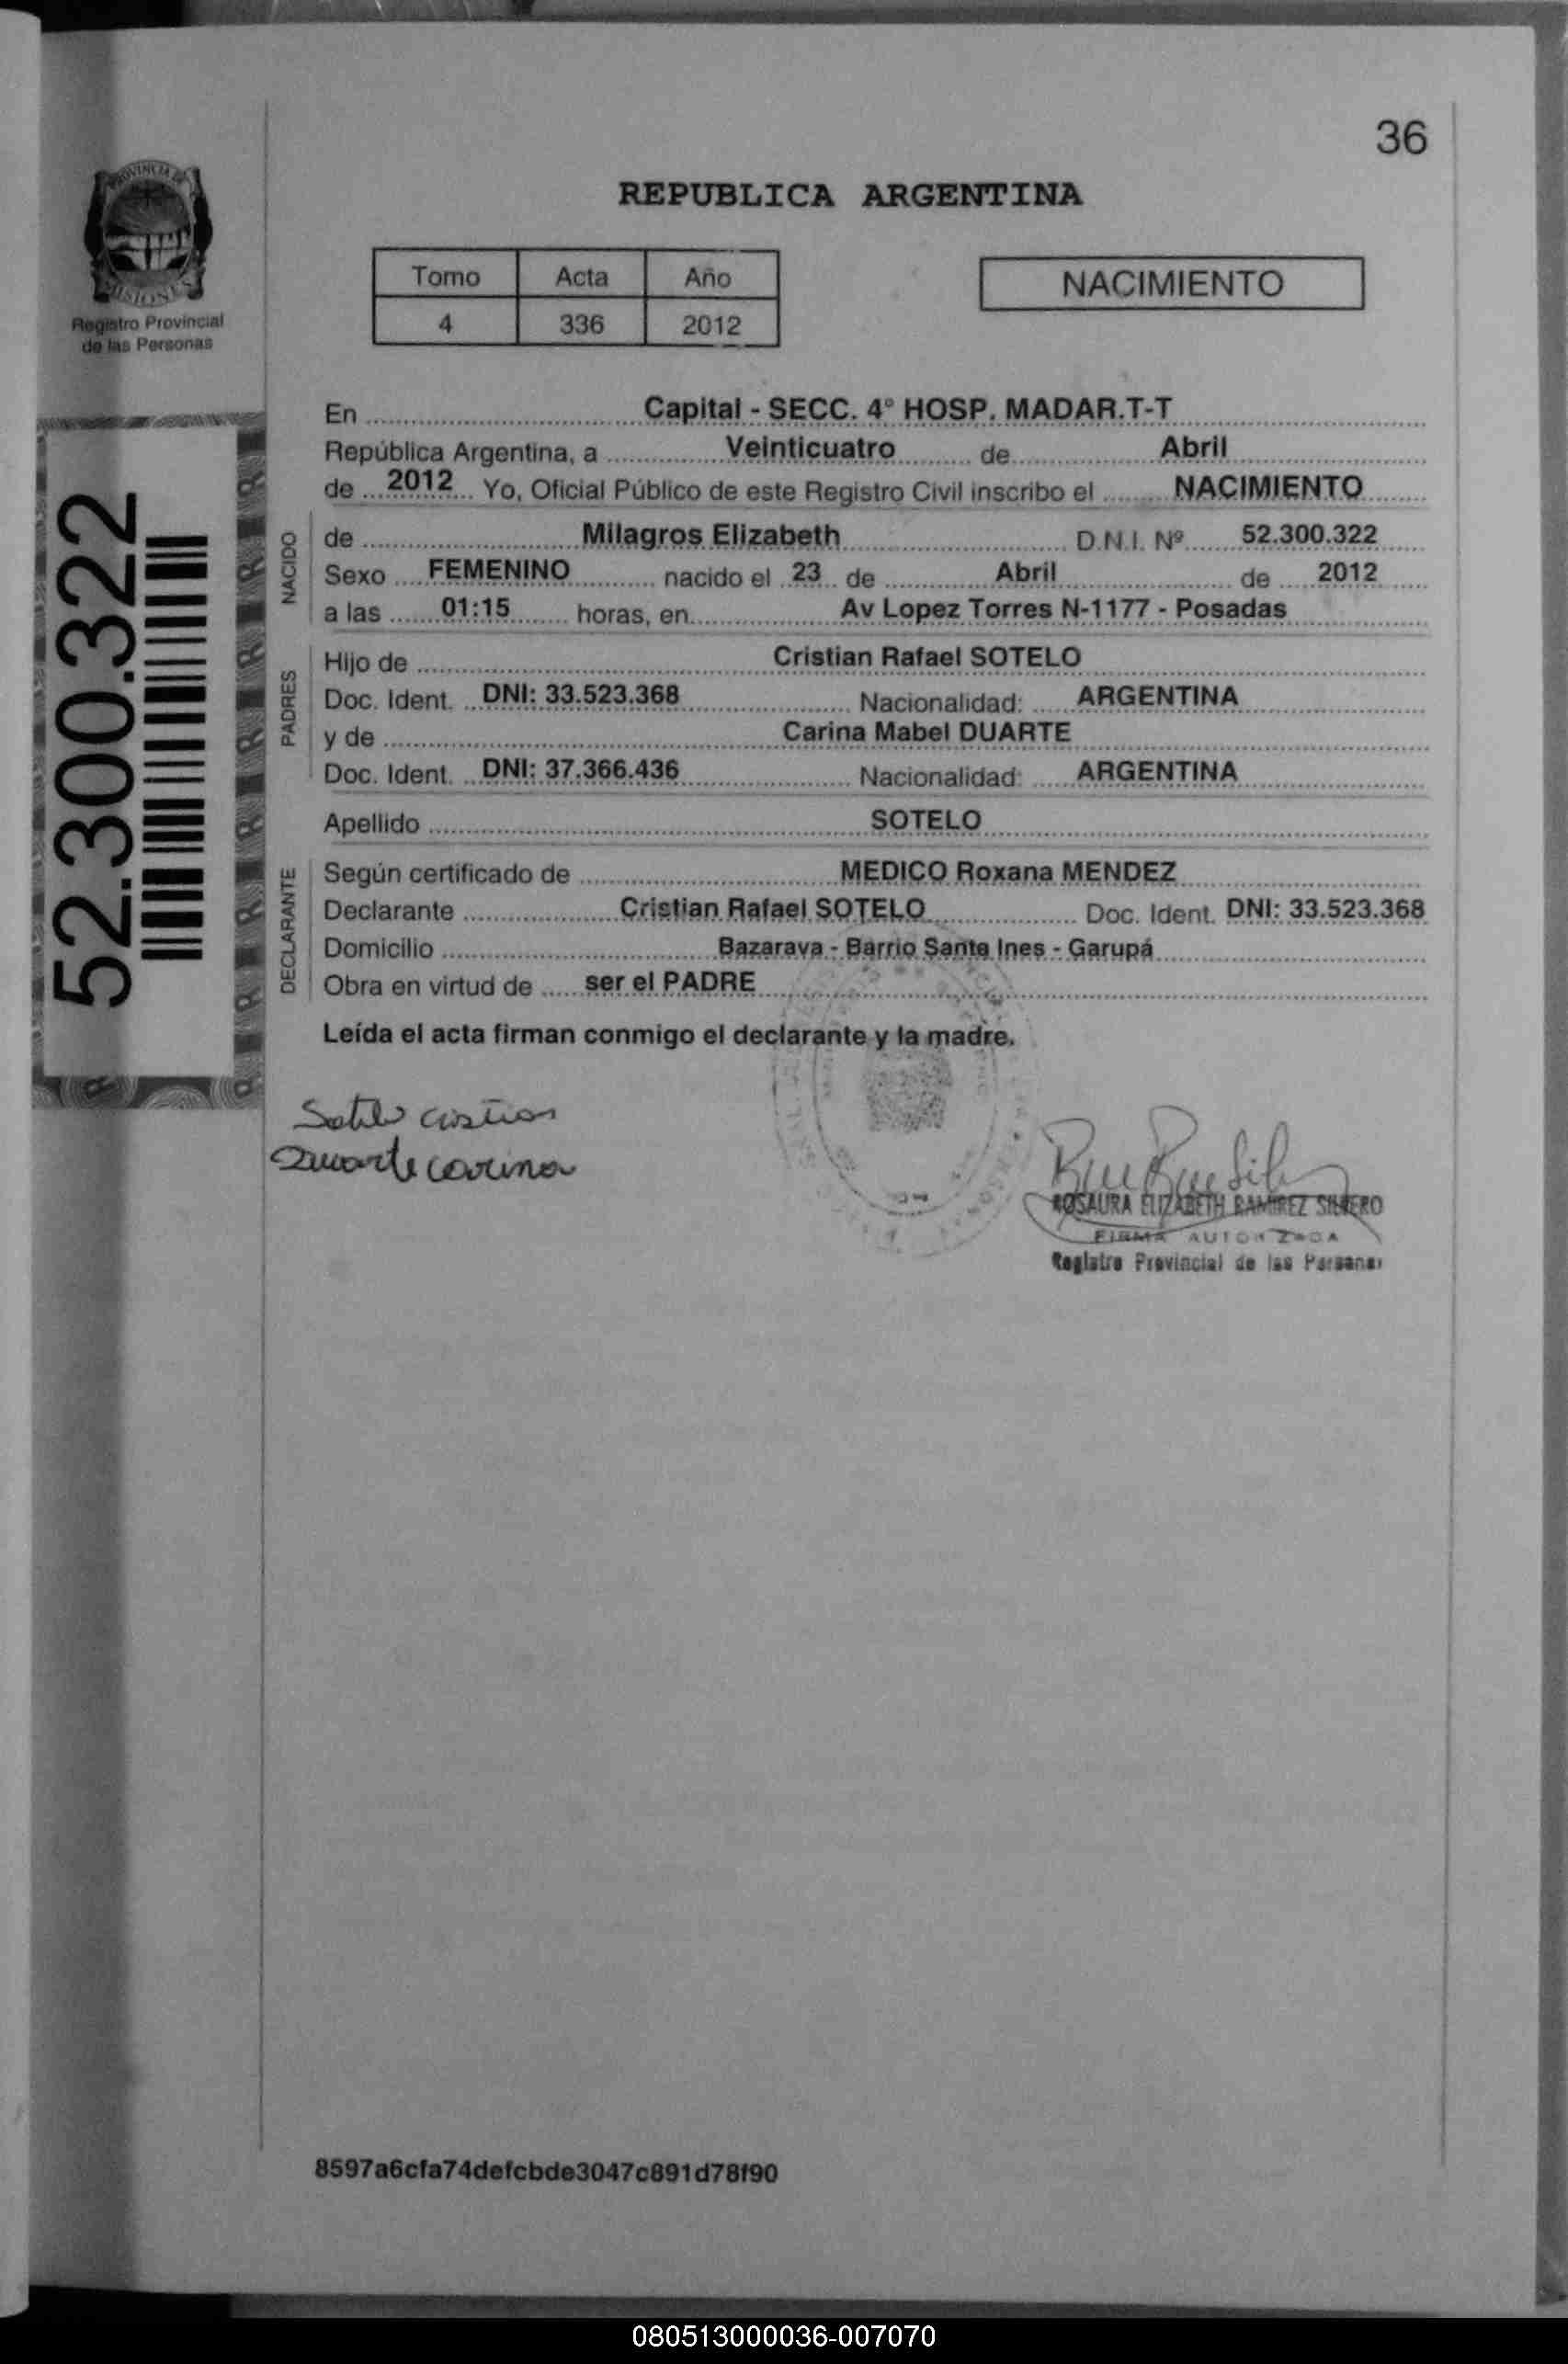 36
PROVINCIA DE
MISIONES
Registro Provincial
de las Personas
REPUBLICA ARGENTINA
Tomo Acta Año
4 336 2012
NACIMIENTO
52.300.322
En Capital - SECC. 4° HOSP. MADAR.T-T
República Argentina, a Veinticuatro de Abril
de 2012 Yo, Oficial Público de este Registro Civil inscribo el NACIMIENTO
NACIDO
de Milagros Elizabeth D.N.I. Nº 52.300.322
Sexo FEMENINO nacido el 23 de Abril de 2012
a las 01:15 horas, en Av Lopez Torres N-1177 - Posadas
PADRES
Hijo de Cristian Rafael SOTELO
Doc. Ident. DNI: 33.523.368 Nacionalidad: ARGENTINA
y de Carina Mabel DUARTE
Doc. Ident. DNI: 37.366.436 Nacionalidad: ARGENTINA
Apellido SOTELO
DECLARANTE
Según certificado de MEDICO Roxana MENDEZ
Declarante Cristian Rafael SOTELO Doc. Ident. DNI: 33.523.368
Domicilio Bazarava - Barrio Santa Ines - Garupá
Obra en virtud de ser el PADRE
Leída el acta firman conmigo el declarante y la madre.
Sotelo Cristian
Duarte Carina
ROSAURA ELIZABETH RAMIREZ SILVERO
FIRMA AUTORIZADA
Registro Provincial de las Personas
8597a6cfa74defcbde3047c891d78f90
080513000036-007070